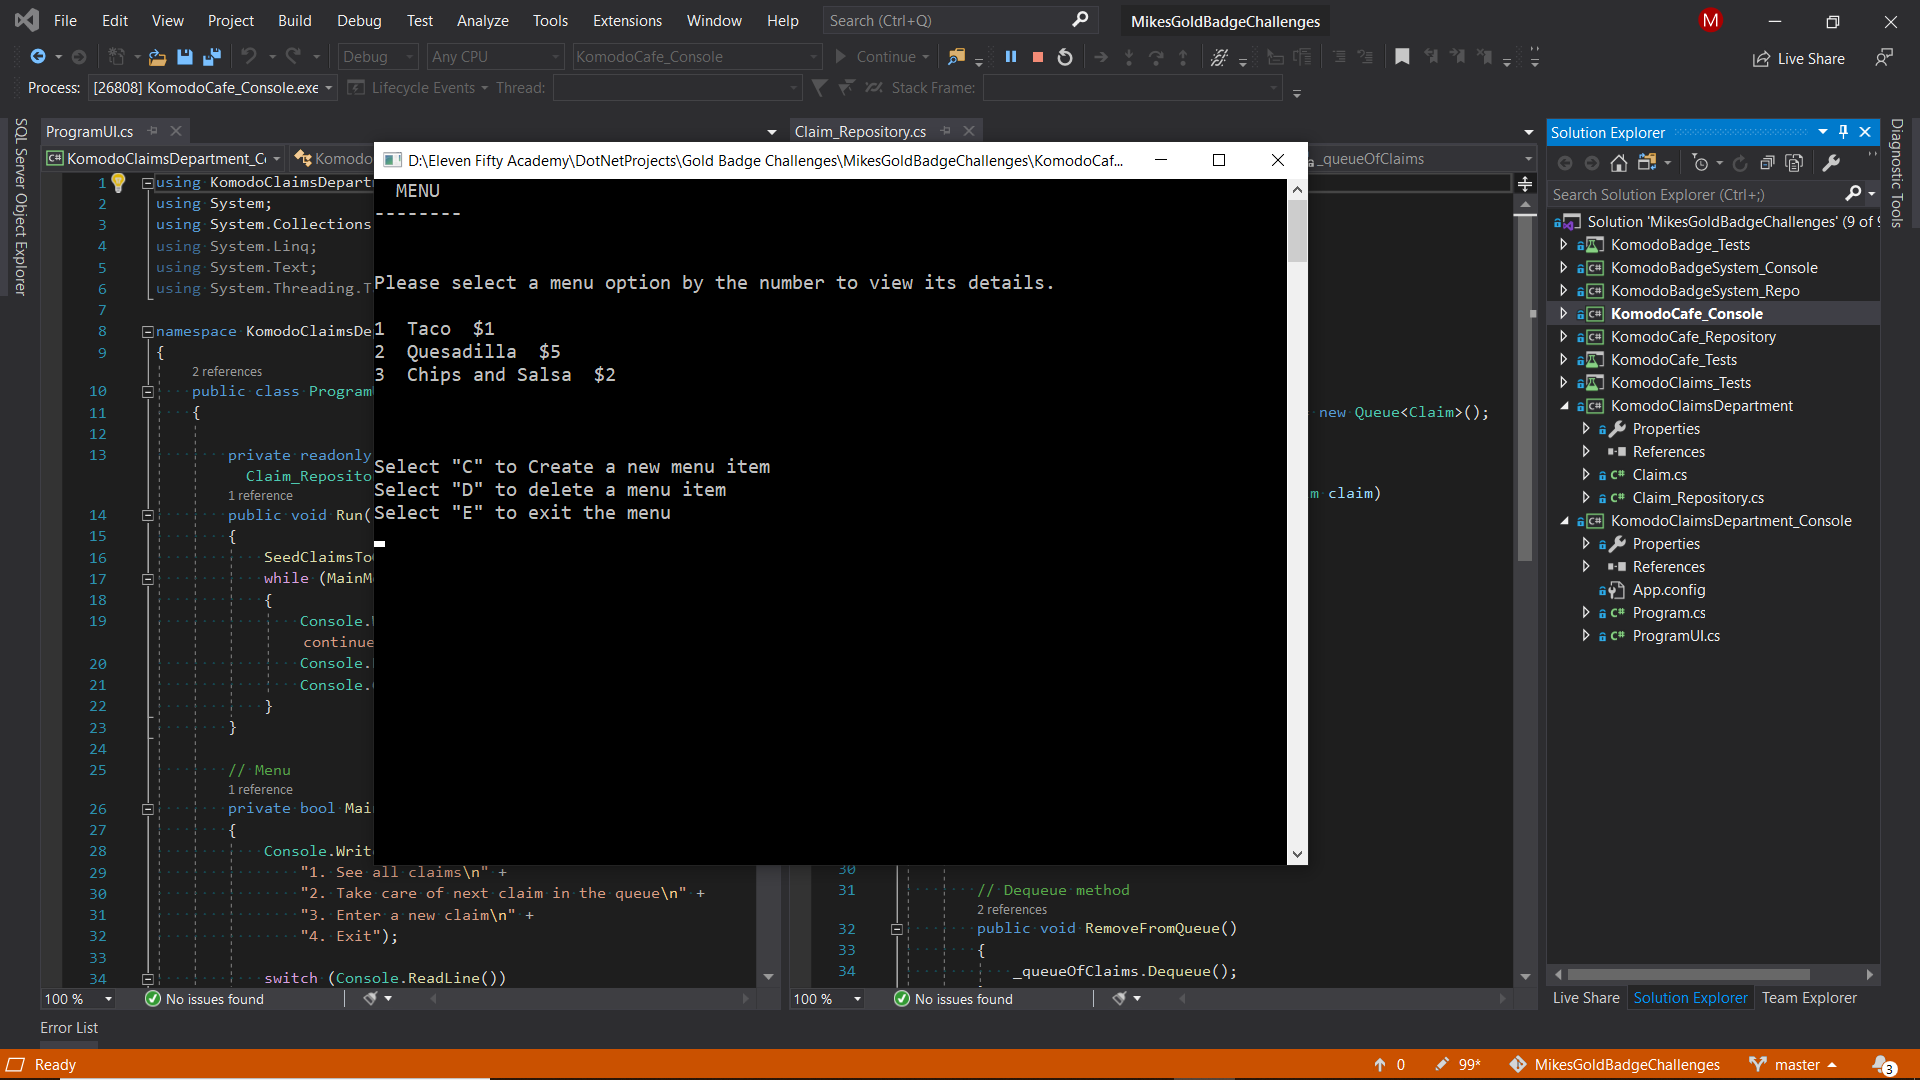 File Edit View Project Build Debug Test Analyze Tools Extensions Window Help Search (Ctrl+Q) MikesGoldBadgeChallenges M
Debug Any CPU KomodoCafe_Console Continue Live Share
Process: [26808] KomodoCafe_Console.exe Lifecycle Events Thread: Stack Frame:
SQL Server Object Explorer
ProgramUI.cs
KomodoClaimsDepartment_C Komodo
1 using KomodoClaimsDepart
2 using System;
3 using System.Collections
4 using System.Linq;
5 using System.Text;
6 using System.Threading.T
7
8 namespace KomodoClaimsDe
9 {
2 references
10 public class Program
11 {
12
13 private readonly
Claim_Reposito
1 reference
14 public void Run(
15 {
16 SeedClaimsTo
17 while (MainM
18 {
19 Console.W
continue
20 Console.
21 Console.
22 }
23 }
24
25 // Menu
1 reference
26 private bool Mai
27 {
28 Console.Writ
29 "1. See all claims\n" +
30 "2. Take care of next claim in the queue\n" +
31 "3. Enter a new claim\n" +
32 "4. Exit");
33
34 switch (Console.ReadLine())
100 % No issues found
D:\Eleven Fifty Academy\DotNetProjects\Gold Badge Challenges\MikesGoldBadgeChallenges\KomodoCaf...
MENU
--------
Please select a menu option by the number to view its details.
1 Taco $1
2 Quesadilla $5
3 Chips and Salsa $2
Select "C" to Create a new menu item
Select "D" to delete a menu item
Select "E" to exit the menu
Claim_Repository.cs
_queueOfClaims
new Queue<Claim>();
m claim)
30
31 // Dequeue method
2 references
32 public void RemoveFromQueue()
33 {
34 _queueOfClaims.Dequeue();
100 % No issues found
Solution Explorer
Search Solution Explorer (Ctrl+;)
Solution 'MikesGoldBadgeChallenges' (9 of 9
KomodoBadge_Tests
KomodoBadgeSystem_Console
KomodoBadgeSystem_Repo
KomodoCafe_Console
KomodoCafe_Repository
KomodoCafe_Tests
KomodoClaims_Tests
KomodoClaimsDepartment
Properties
References
Claim.cs
Claim_Repository.cs
KomodoClaimsDepartment_Console
Properties
References
App.config
Program.cs
ProgramUI.cs
Live Share Solution Explorer Team Explorer
Diagnostic Tools
Error List
Ready 0 99* MikesGoldBadgeChallenges master 3